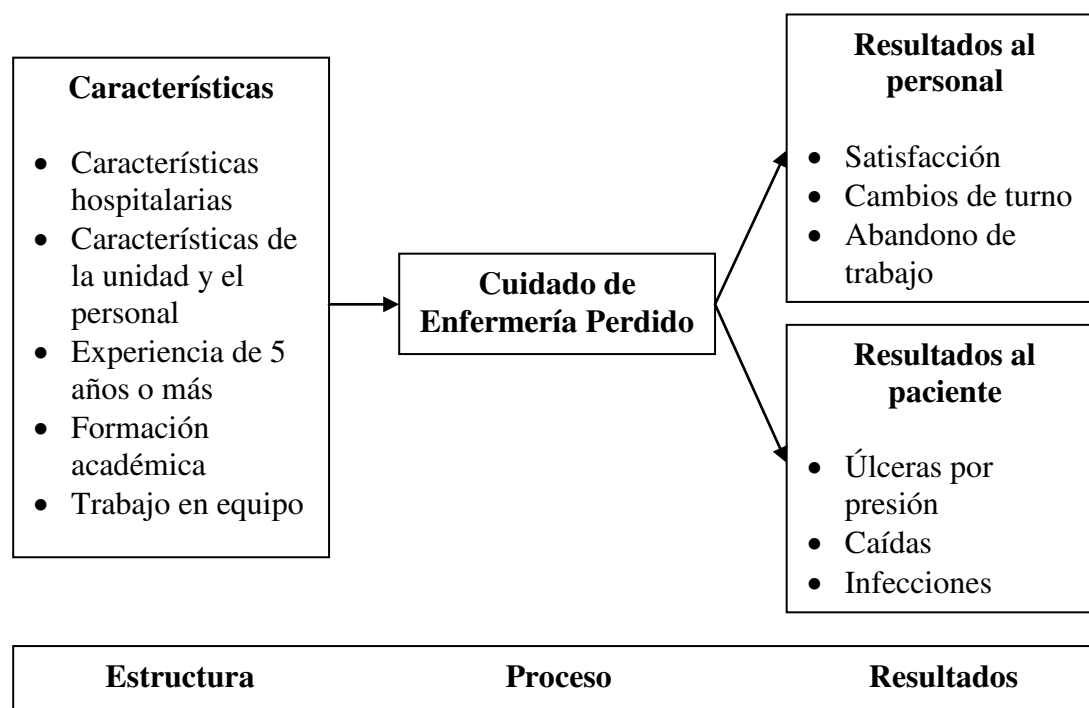 Características
• Características
hospitalarias
• Características de
la unidad y el
personal
• Experiencia de 5
años o más
• Formación
académica
• Trabajo en equipo
Cuidado de
Enfermería Perdido
Resultados al
personal
• Satisfacción
• Cambios de turno
• Abandono de
trabajo
Resultados al
paciente
• Úlceras por
presión
• Caídas
• Infecciones
Estructura Proceso Resultados